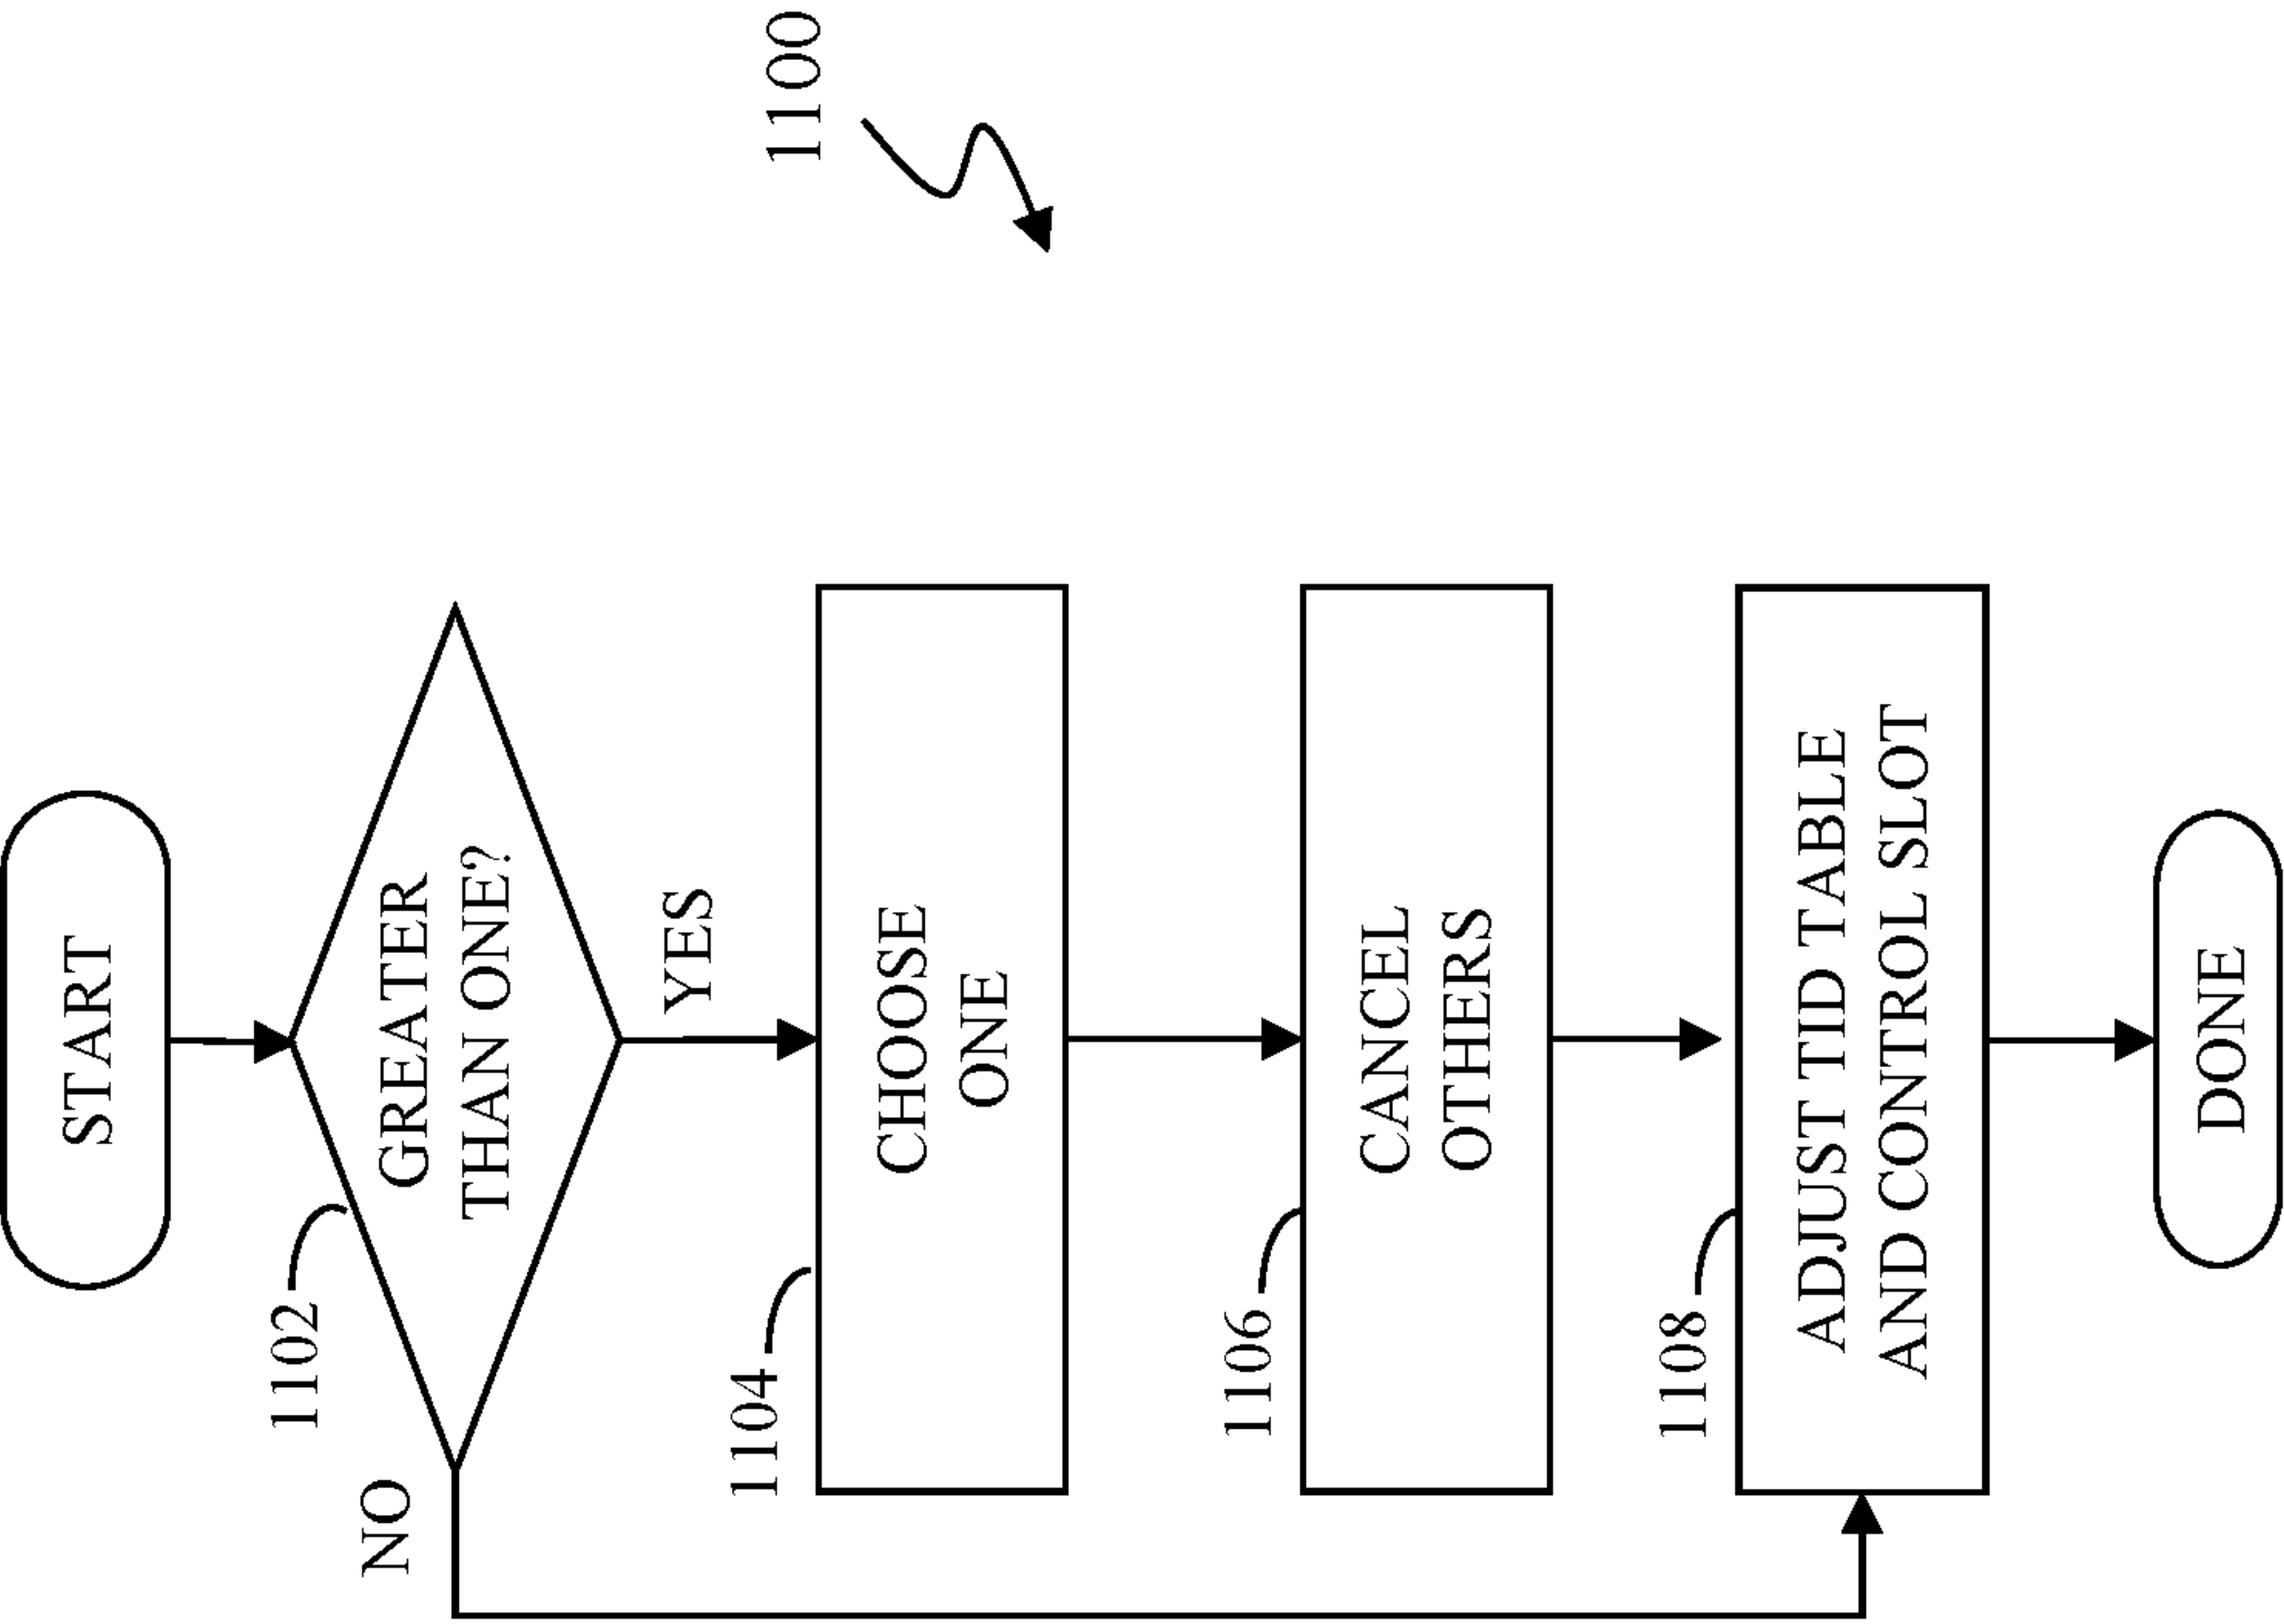 1100
START
1102
GREATER
THAN ONE?
NO
YES
1104
CHOOSE
ONE
1106
CANCEL
OTHERS
1108
ADJUST TTID TABLE
AND CONTROL SLOT
DONE